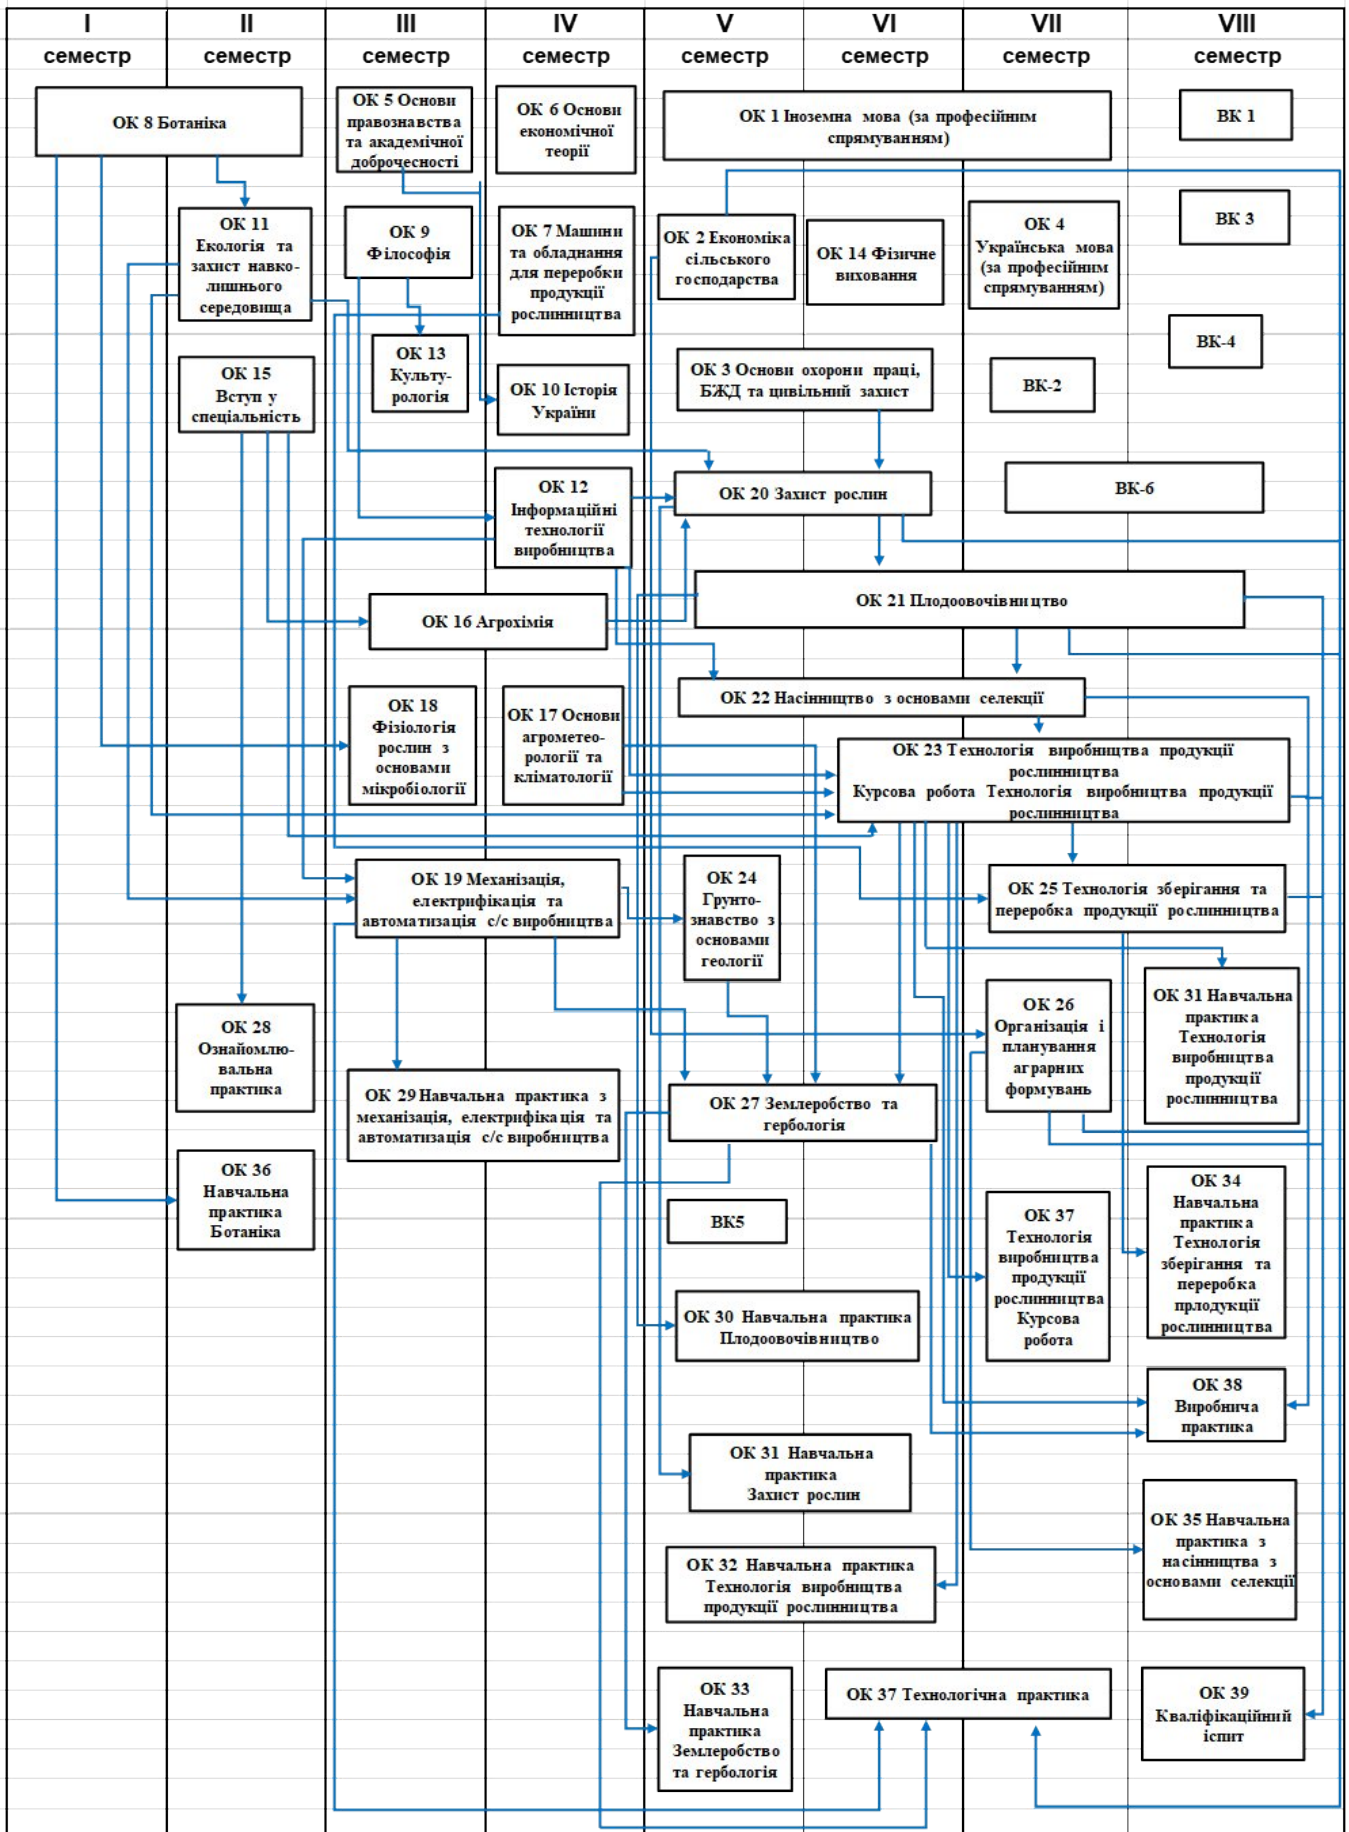 I
II
III
IV
V
VI
VII
VIII
семестр
семестр
семестр
семестр
семестр
семестр
семестр
семестр
ОК 8 Ботаніка
ОК 5 Основи
правознавства
та академічної
доброчесності
ОК 6 Основи
економічної
теорії
ОК 1 Іноземна мова (за професійним
спрямуванням)
ВК 1
ОК 11
Екологія та
захист навко-
лишнього
середовища
ОК 9
Філософія
ОК 7 Машини
та обладнання
для переробки
продукції
рослинництва
ОК 2 Економіка
сільського
господарства
ОК 14 Фізичне
виховання
ОК 4
Українська мова
(за професійним
спрямуванням)
ВК 3
ВК-4
ОК 15
Вступ у
спеціальність
ОК 13
Культу-
рологія
ОК 10 Історія
України
ОК 3 Основи охорони праці,
БЖД та цивільний захист
ВК-2
ОК 12
Інформаційні
технології
виробництва
ОК 20 Захист рослин
ВК-6
ОК 16 Агрохімія
ОК 21 Плодоовочівництво
ОК 18
Фізіологія
рослин з
основами
мікробіології
ОК 17 Основи
агрометео-
рології та
кліматології
ОК 22 Насінництво з основами селекції
ОК 23 Технологія виробництва продукції
рослинництва
Курсова робота Технологія виробництва продукції
рослинництва
ОК 19 Механізація,
електрифікація та
автоматизація с/с виробництва
ОК 24
Грунто-
знавство з
основами
геології
ОК 25 Технологія зберігання та
переробка продукції рослинництва
ОК 28
Ознайомлю-
вальна
практика
ОК 29 Навчальна практика з
механізація, електрифікація та
автоматизація с/с виробництва
ОК 27 Землеробство та
гербологія
ОК 26
Організація і
планування
аграрних
формувань
ОК 31 Навчальна
практика
Технологія
виробництва
продукції
рослинництва
ОК 36
Навчальна
практика
Ботаніка
ВК5
ОК 37
Технологія
виробництва
продукції
рослинництва
Курсова
робота
ОК 34
Навчальна
практика
Технологія
зберігання та
переробка
прлодукції
рослинництва
ОК 30 Навчальна практика
Плодоовочівництво
ОК 38
Виробнича
практика
ОК 31 Навчальна
практика
Захист рослин
ОК 35 Навчальна
практика з
насінництва з
основами селекції
ОК 32 Навчальна практика
Технологія виробництва
продукції рослинництва
ОК 33
Навчальна
практика
Землеробство
та гербологія
ОК 37 Технологічна практика
ОК 39
Кваліфікаційний
іспит